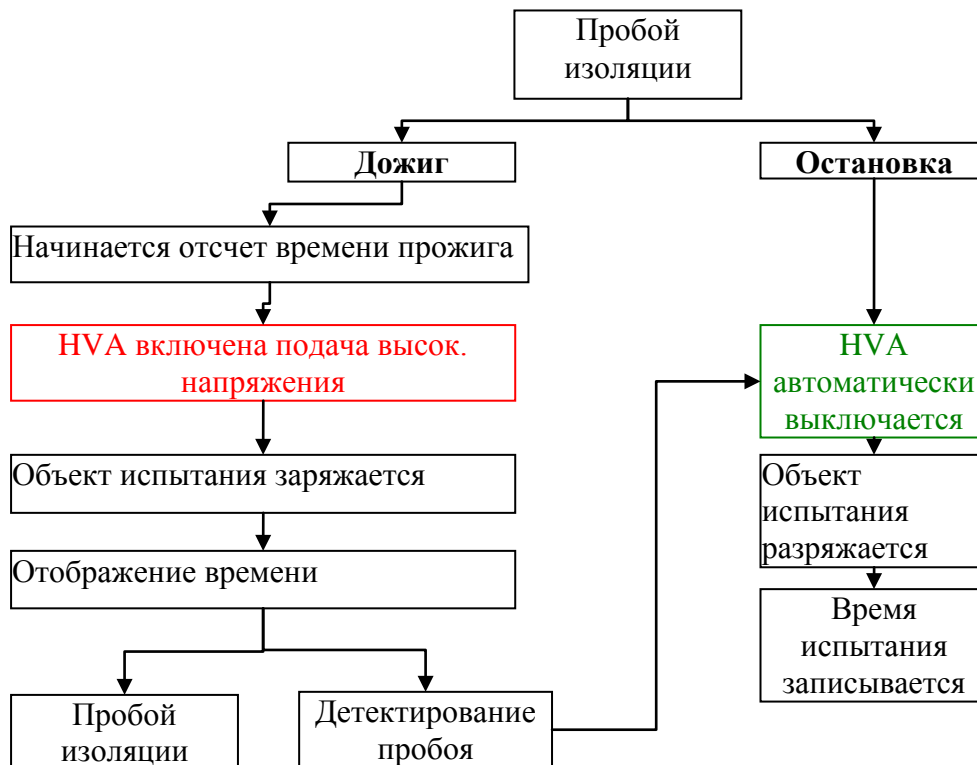 Пробой
изоляции
Дожиг
Остановка
Начинается отсчет времени прожига
HVA включена подача высок.
напряжения
HVA
автоматически
выключается
Объект испытания заряжается
Объект
испытания
разряжается
Отображение времени
Время
испытания
записывается
Пробой
изоляции
Детектирование
пробоя